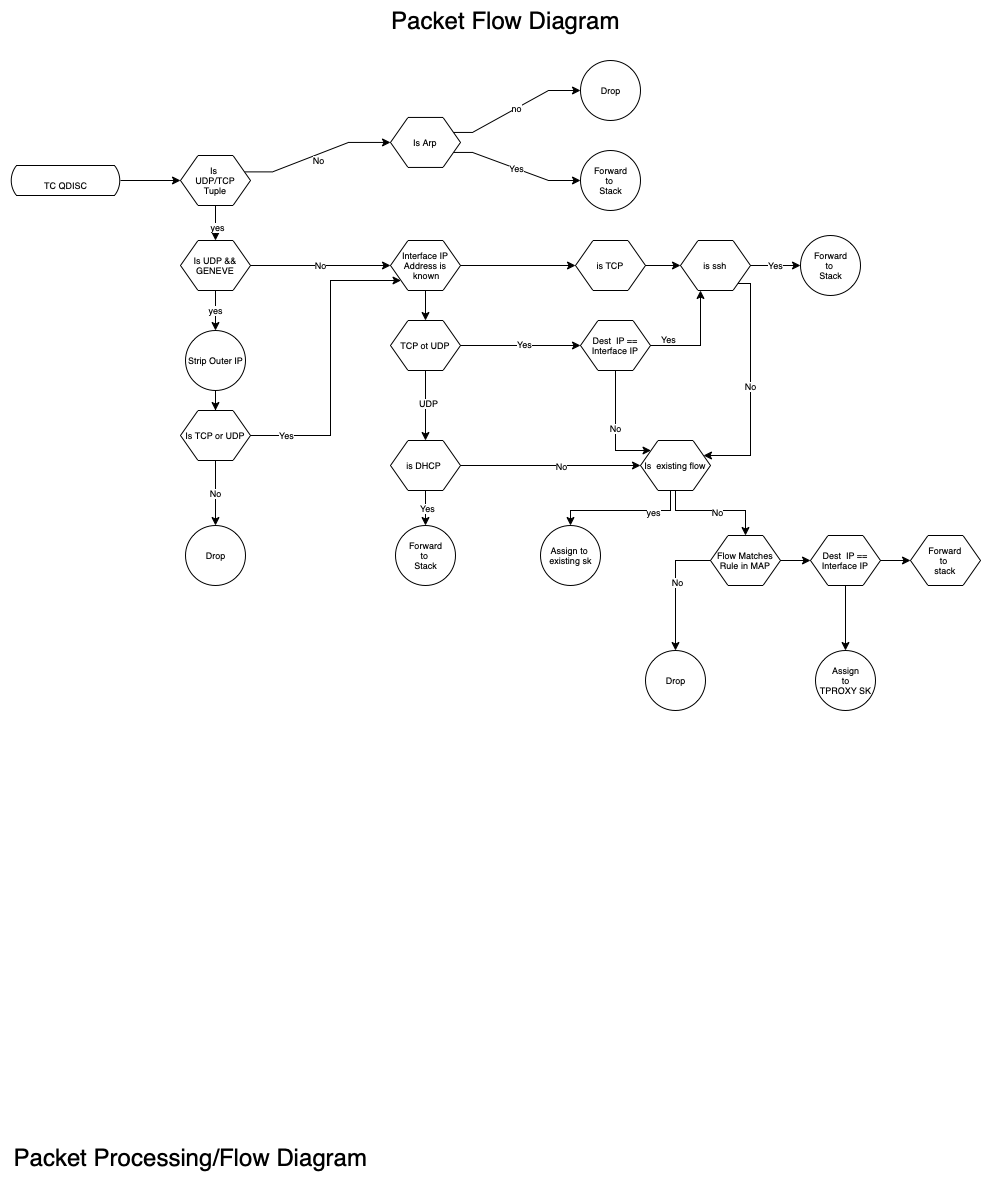 Packet Flow Diagram
Drop
no
Is Arp
No
Yes
Forward
to
Stack
TC QDISC
Is
UDP/TCP
Tuple
yes
Is UDP &&
GENEVE
No
Interface IP
Address is
known
is TCP
is ssh
Yes
Forward
to
Stack
yes
Strip Outer IP
TCP ot UDP
Yes
Dest IP ==
Interface IP
Yes
No
UDP
No
Is TCP or UDP
Yes
is DHCP
No
Is existing flow
No
Yes
yes
No
Drop
Forward
to
Stack
Assign to
existing sk
Flow Matches
Rule in MAP
Dest IP ==
Interface IP
Forward
to
stack
No
Drop
Assign
to
TPROXY SK
Packet Processing/Flow Diagram